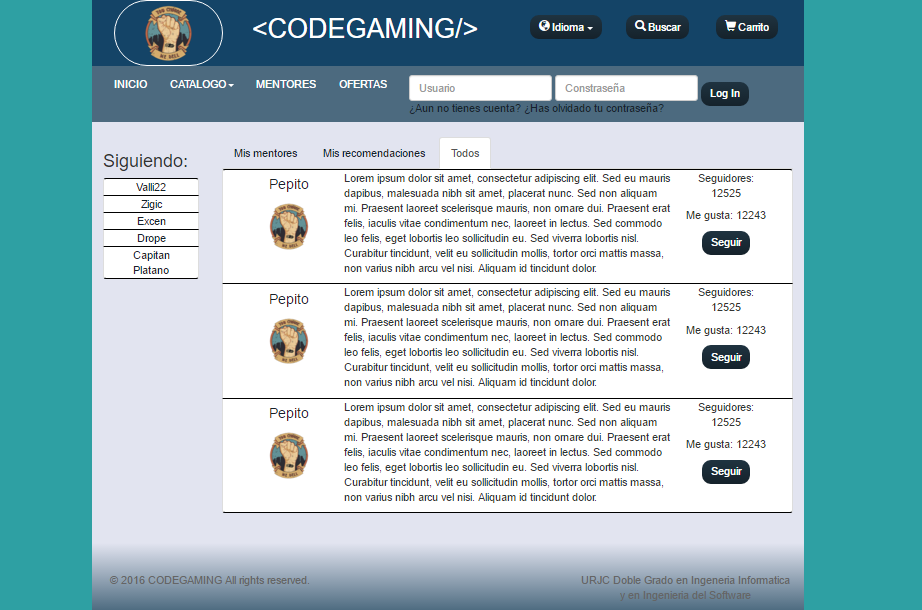 <CODEGAMING/>
Idioma
Buscar
Carrito
INICIO
CATALOGO
MENTORES
OFERTAS
Usuario
Constraseña
Log In
¿Aun no tienes cuenta? ¿Has olvidado tu contraseña?
Siguiendo:
Valli22
Zigic
Excen
Drope
Capitan
Platano
Mis mentores
Mis recomendaciones
Todos
Pepito
Lorem ipsum dolor sit amet, consectetur adipiscing elit. Sed eu mauris
dapibus, malesuada nibh sit amet, placerat nunc. Sed non aliquam
mi. Praesent laoreet scelerisque mauris, non ornare dui. Praesent erat
felis, iaculis vitae condimentum nec, laoreet in lectus. Sed commodo
leo felis, eget lobortis leo sollicitudin eu. Sed viverra lobortis nisl.
Curabitur tincidunt, velit eu sollicitudin mollis, tortor orci mattis massa,
non varius nibh arcu vel nisi. Aliquam id tincidunt dolor.
Seguidores:
12525
Me gusta: 12243
Seguir
Pepito
Lorem ipsum dolor sit amet, consectetur adipiscing elit. Sed eu mauris
dapibus, malesuada nibh sit amet, placerat nunc. Sed non aliquam
mi. Praesent laoreet scelerisque mauris, non ornare dui. Praesent erat
felis, iaculis vitae condimentum nec, laoreet in lectus. Sed commodo
leo felis, eget lobortis leo sollicitudin eu. Sed viverra lobortis nisl.
Curabitur tincidunt, velit eu sollicitudin mollis, tortor orci mattis massa,
non varius nibh arcu vel nisi. Aliquam id tincidunt dolor.
Seguidores:
12525
Me gusta: 12243
Seguir
Pepito
Lorem ipsum dolor sit amet, consectetur adipiscing elit. Sed eu mauris
dapibus, malesuada nibh sit amet, placerat nunc. Sed non aliquam
mi. Praesent laoreet scelerisque mauris, non ornare dui. Praesent erat
felis, iaculis vitae condimentum nec, laoreet in lectus. Sed commodo
leo felis, eget lobortis leo sollicitudin eu. Sed viverra lobortis nisl.
Curabitur tincidunt, velit eu sollicitudin mollis, tortor orci mattis massa,
non varius nibh arcu vel nisi. Aliquam id tincidunt dolor.
Seguidores:
12525
Me gusta: 12243
Seguir
© 2016 CODEGAMING All rights reserved.
URJC Doble Grado en Ingeneria Informatica
y en Ingenieria del Software